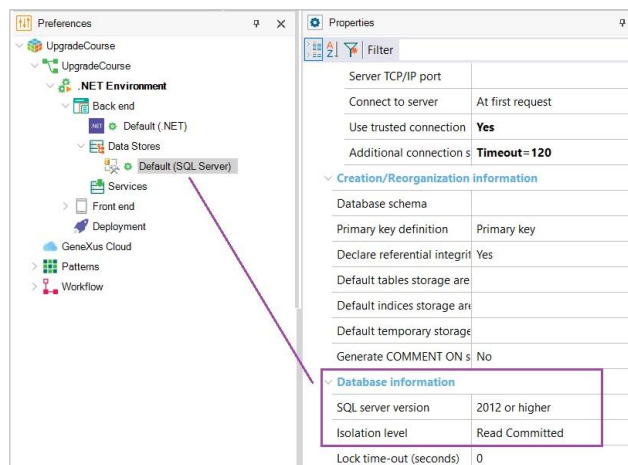 Preferences
UpgradeCourse
UpgradeCourse
.NET Environment
Back end
.NET Default (.NET)
Data Stores
Default (SQL Server)
Services
Front end
Deployment
GeneXus Cloud
Patterns
Workflow
Properties
Filter
Server TCP/IP port
Connect to server At first request
Use trusted connection Yes
Additional connection s Timeout=120
Creation/Reorganization information
Database schema
Primary key definition Primary key
Declare referential integrit Yes
Default tables storage are
Default indices storage are
Default temporary storage
Generate COMMENT ON s No
Database information
SQL server version 2012 or higher
Isolation level Read Committed
Lock time-out (seconds) 0